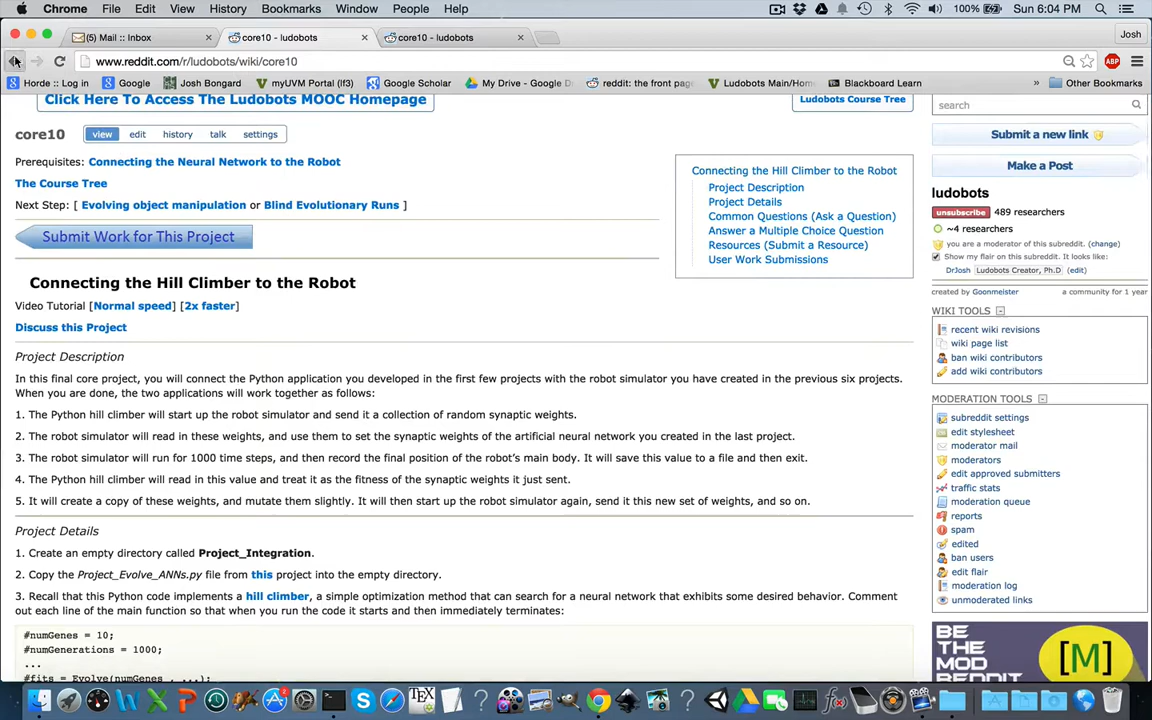 Chrome File Edit View History Bookmarks Window People Help 100% Sun 6:04 PM
(5) Mail :: Inbox × core10 - ludobots × core10 - ludobots × Josh
www.reddit.com/r/ludobots/wiki/core10 ABP
Horde :: Log in Google Josh Bongard myUVM Portal (lf3) Google Scholar My Drive - Google D reddit: the front pag Ludobots Main/Home Blackboard Learn » Other Bookmarks
Click Here To Access The Ludobots MOOC Homepage
Ludobots Course Tree
core10 view edit history talk settings
Prerequisites: Connecting the Neural Network to the Robot
The Course Tree
Next Step: [ Evolving object manipulation or Blind Evolutionary Runs ]
Submit Work for This Project
Connecting the Hill Climber to the Robot
Project Description
Project Details
Common Questions (Ask a Question)
Answer a Multiple Choice Question
Resources (Submit a Resource)
User Work Submissions
Connecting the Hill Climber to the Robot
Video Tutorial [Normal speed] [2x faster]
Discuss this Project
Project Description
In this final core project, you will connect the Python application you developed in the first few projects with the robot simulator you have created in the previous six projects.
When you are done, the two applications will work together as follows:
1. The Python hill climber will start up the robot simulator and send it a collection of random synaptic weights.
2. The robot simulator will read in these weights, and use them to set the synaptic weights of the artificial neural network you created in the last project.
3. The robot simulator will run for 1000 time steps, and then record the final position of the robot's main body. It will save this value to a file and then exit.
4. The Python hill climber will read in this value and treat it as the fitness of the synaptic weights it just sent.
5. It will create a copy of these weights, and mutate them slightly. It will then start up the robot simulator again, send it this new set of weights, and so on.
Project Details
1. Create an empty directory called Project_Integration.
2. Copy the Project_Evolve_ANNs.py file from this project into the empty directory.
3. Recall that this Python code implements a hill climber, a simple optimization method that can search for a neural network that exhibits some desired behavior. Comment
out each line of the main function so that when you run the code it starts and then immediately terminates:
#numGenes = 10;
#numGenerations = 1000;
...
#fits = Evolve(numGenes , ...);
search
Submit a new link
Make a Post
ludobots
unsubscribe 489 researchers
~4 researchers
you are a moderator of this subreddit. (change)
Show my flair on this subreddit. It looks like:
DrJosh Ludobots Creator, Ph.D (edit)
created by Goonmeister a community for 1 year
WIKI TOOLS
recent wiki revisions
wiki page list
ban wiki contributors
add wiki contributors
MODERATION TOOLS
subreddit settings
edit stylesheet
moderator mail
moderators
edit approved submitters
traffic stats
moderation queue
reports
spam
edited
ban users
edit flair
moderation log
unmoderated links
BE
THE
MOD
REDDIT
[M]
2
TEX